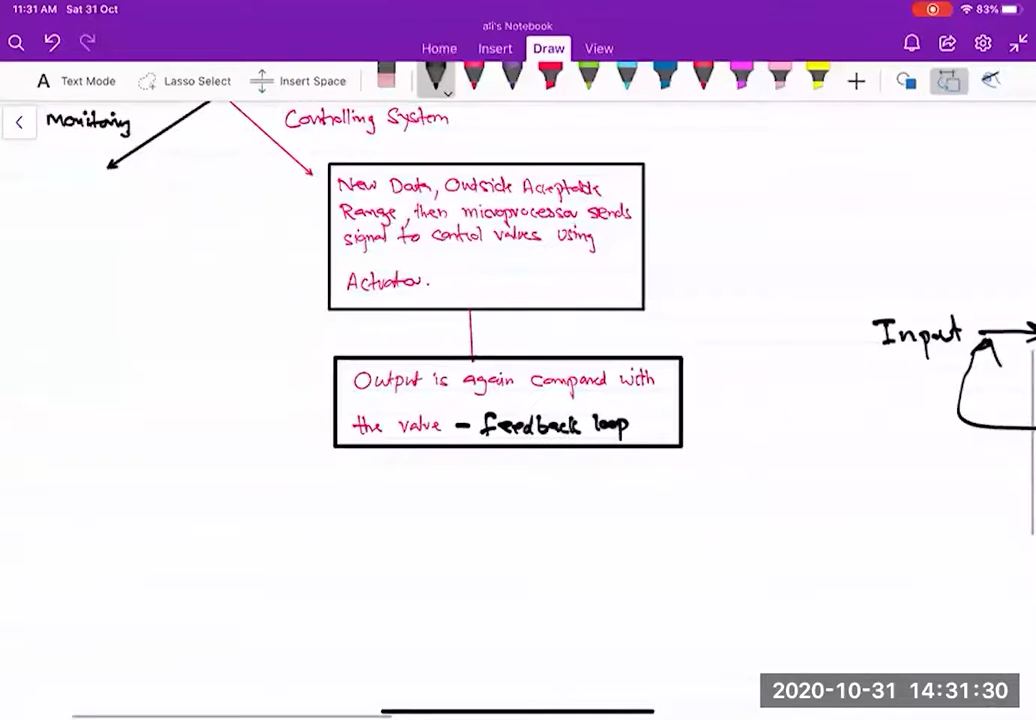 11:31 AM Sat 31 Oct
83%
ali's Notebook
Home Insert Draw View
A Text Mode Lasso Select Insert Space
Monitoring
Controlling System
New Data, Outside Acceptable
Range, then microprocessor sends
signal to control values using
Actuator.
Input
Output is again compared with
the value - feedback loop
2020-10-31 14:31:30